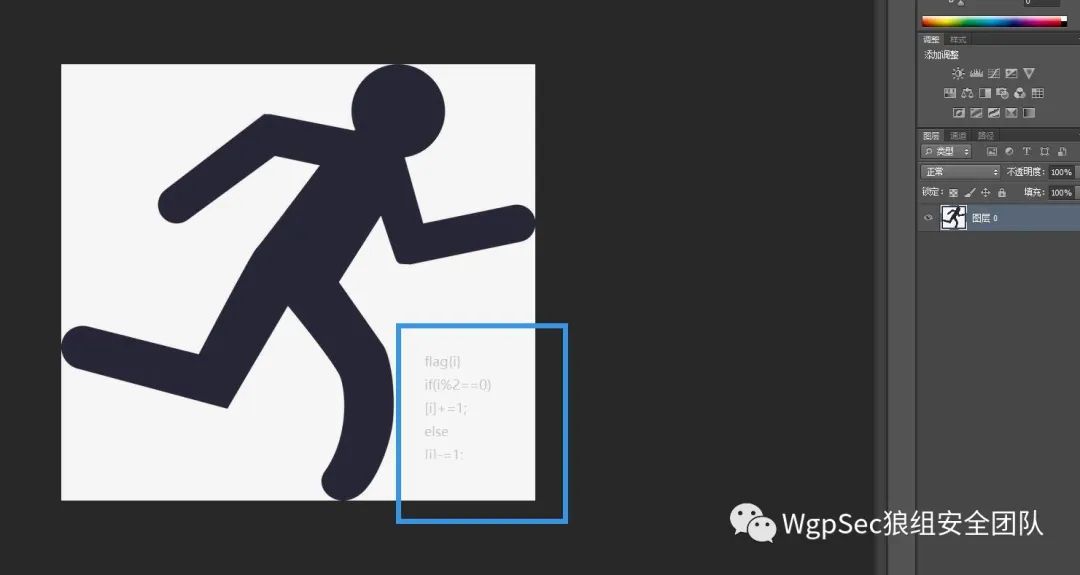 0
调整 样式
添加调整
图层 通道 路径
类型
正常 不透明度: 100%
锁定: 填充: 100%
图层 0
flag{i}
if(i%2==0)
[i]+=1;
else
[i]-=1;
WgpSec狼组安全团队